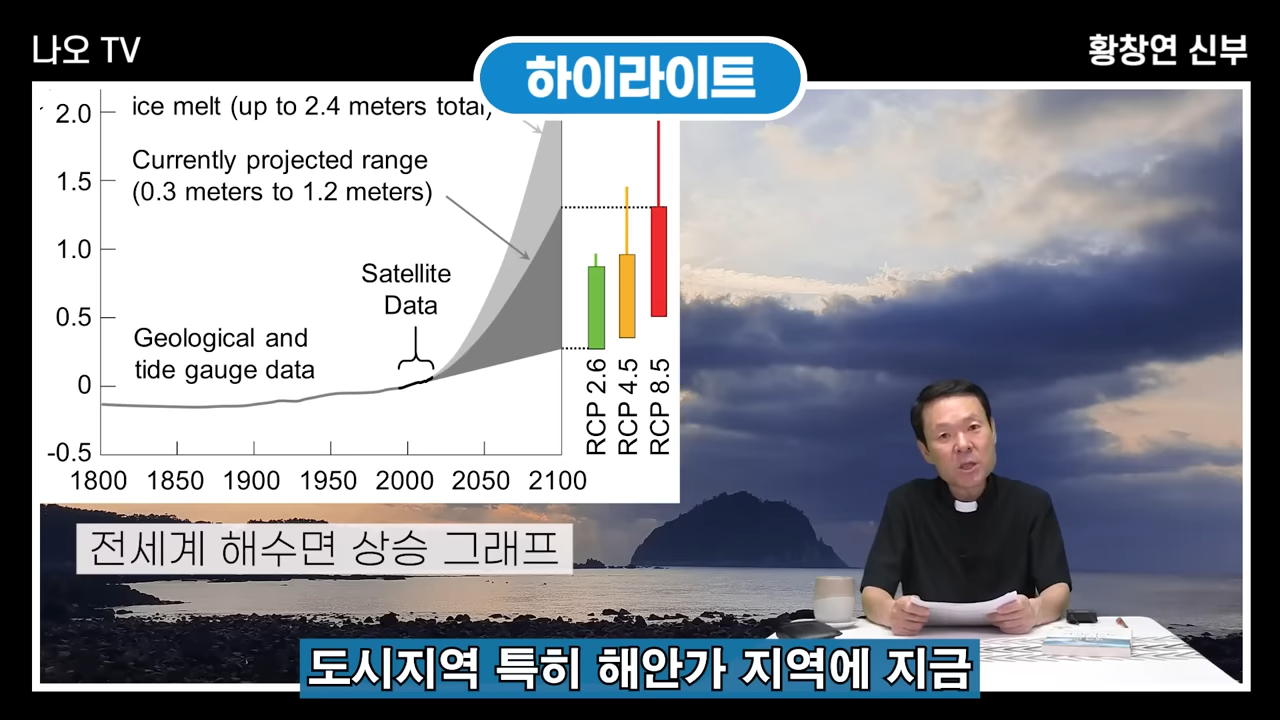 나오 TV
하이라이트
황창연 신부
ice melt (up to 2.4 meters total)
Currently projected range
(0.3 meters to 1.2 meters)
Satellite
Data
Geological and
tide gauge data
2.0
1.5
1.0
0.5
0
-0.5
1800 1850 1900 1950 2000 2050 2100
RCP 2.6
RCP 4.5
RCP 8.5
전세계 해수면 상승 그래프
도시지역 특히 해안가 지역에 지금